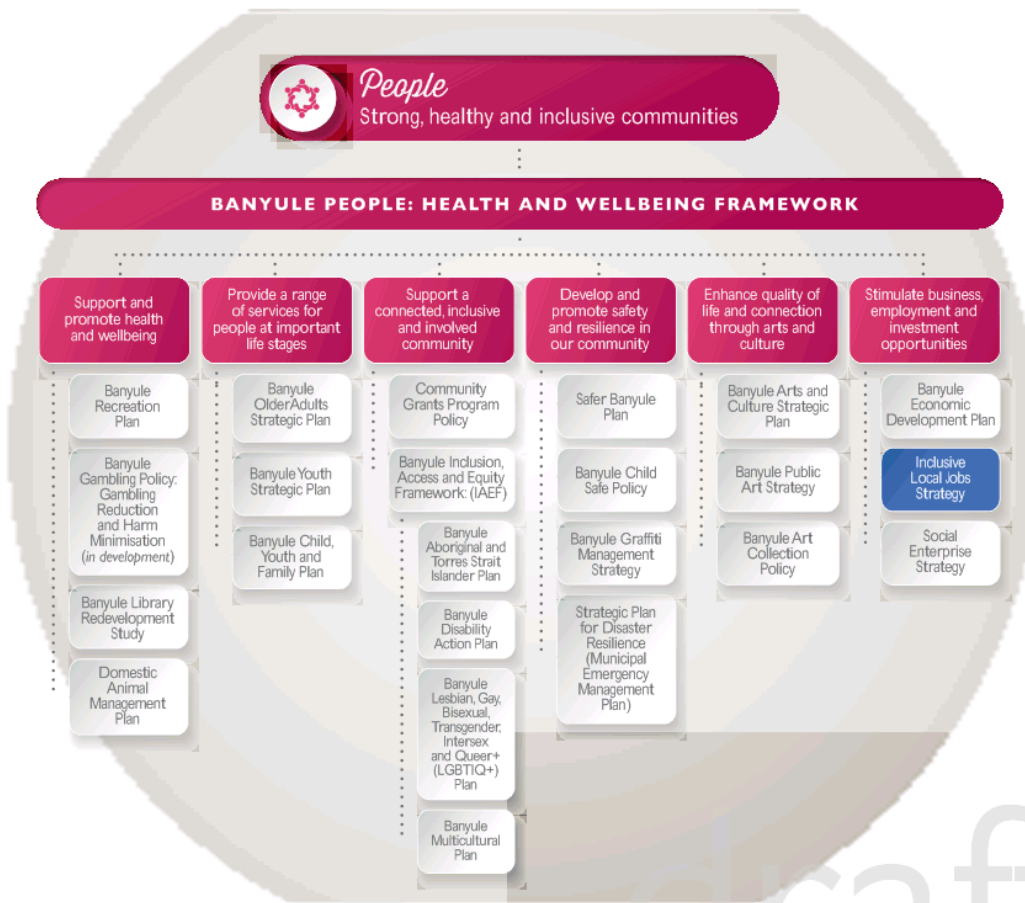 People
Strong, healthy and inclusive communities
BANYULE PEOPLE: HEALTH AND WELLBEING FRAMEWORK
Support and
promote health
and wellbeing
Provide a range
of services for
people at important
life stages
Support a
connected, inclusive
and involved
community
Develop and
promote safety
and resilience in
our community
Enhance quality of
life and connection
through arts and
culture
Stimulate business,
employment and
investment
opportunities
Banyule
Recreation
Plan
Banyule
Gambling Policy:
Gambling
Reduction
and Harm
Minimisation
(in development)
Banyule Library
Redevelopment
Study
Domestic
Animal
Management
Plan
Banyule
OlderAdults
Strategic Plan
Banyule Youth
Strategic Plan
Banyule Child,
Youth and
Family Plan
Community
Grants Program
Policy
Banyule Inclusion,
Access and Equity
Framework: (IAEF)
Banyule
Aboriginal and
Torres Strait
Islander Plan
Banyule
Disability
Action Plan
Banyule
Lesbian, Gay,
Bisexual,
Transgender,
Intersex
and Queer+
(LGBTIQ+)
Plan
Banyule
Multicultural
Plan
Safer Banyule
Plan
Banyule Child
Safe Policy
Banyule Graffiti
Management
Strategy
Strategic Plan
for Disaster
Resilience
(Municipal
Emergency
Management
Plan)
Banyule Arts and
Culture Strategic
Plan
Banyule Public
Art Strategy
Banyule Art
Collection
Policy
Banyule
Economic
Development Plan
Inclusive
Local Jobs
Strategy
Social
Enterprise
Strategy
draf